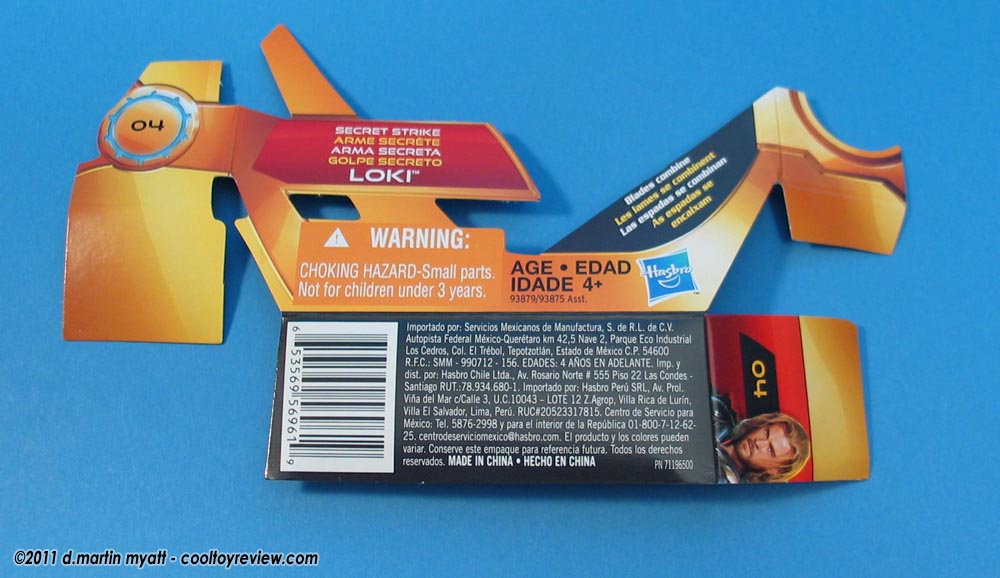 04
SECRET STRIKE
ARME SECRÈTE
ARMA SECRETA
GOLPE SECRETO
LOKI™
Blades combine
Les lames se combinent
Las espadas se combinan
As espadas se
encaixam
WARNING:
CHOKING HAZARD-Small parts.
Not for children under 3 years.
AGE • EDAD
IDADE 4+
93879/93875 Asst.
Hasbro
6 53569 56961 9
Importado por: Servicios Mexicanos de Manufactura, S. de R.L. de C.V.
Autopista Federal México-Querétaro km 42,5 Nave 2, Parque Eco Industrial
Los Cedros, Col. El Trébol, Tepotzotlán, Estado de México C.P. 54600
R.F.C.: SMM - 990712 - 156. EDADES: 4 AÑOS EN ADELANTE. Imp. y
dist. por: Hasbro Chile Ltda., Av. Rosario Norte # 555 Piso 22 Las Condes -
Santiago RUT.:78.934.680-1. Importado por: Hasbro Perú SRL, Av. Prol.
Viña del Mar c/Calle 3, U.C.10043 – LOTE 12 Z.Agrop, Villa Rica de Lurín,
Villa El Salvador, Lima, Perú. RUC#20523317815. Centro de Servicio para
México: Tel. 5876-2998 y para el interior de la República 01-800-7-12-62-
25. centrodeserviciomexico@hasbro.com. El producto y los colores pueden
variar. Conserve este empaque para referencia futura. Todos los derechos
reservados. MADE IN CHINA • HECHO EN CHINA
PN 71196500
04
©2011 d.martin myatt - cooltoyreview.com